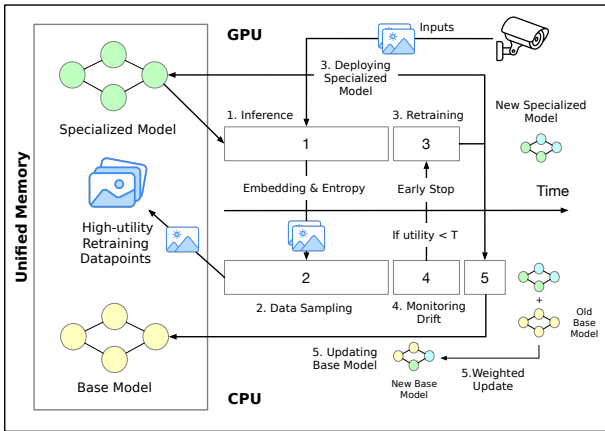 GPU
Inputs
3. Deploying
Specialized
Model
1. Inference
3. Retraining
New Specialized
Model
Specialized Model
1
3
Unified Memory
Embedding & Entropy
Early Stop
Time
High-utility
Retraining
Datapoints
If utility < T
2
4
5
2. Data Sampling
4. Monitoring
Drift
+
Old
Base
Model
5. Updating
Base Model
5.Weighted
Update
New Base
Model
Base Model
CPU